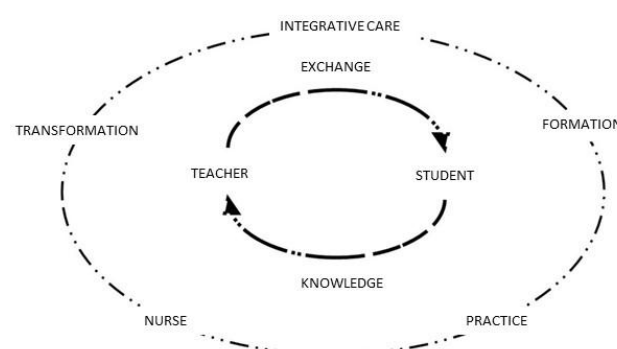 INTEGRATIVE CARE
EXCHANGE
TRANSFORMATION
FORMATION
TEACHER
STUDENT
KNOWLEDGE
NURSE
PRACTICE